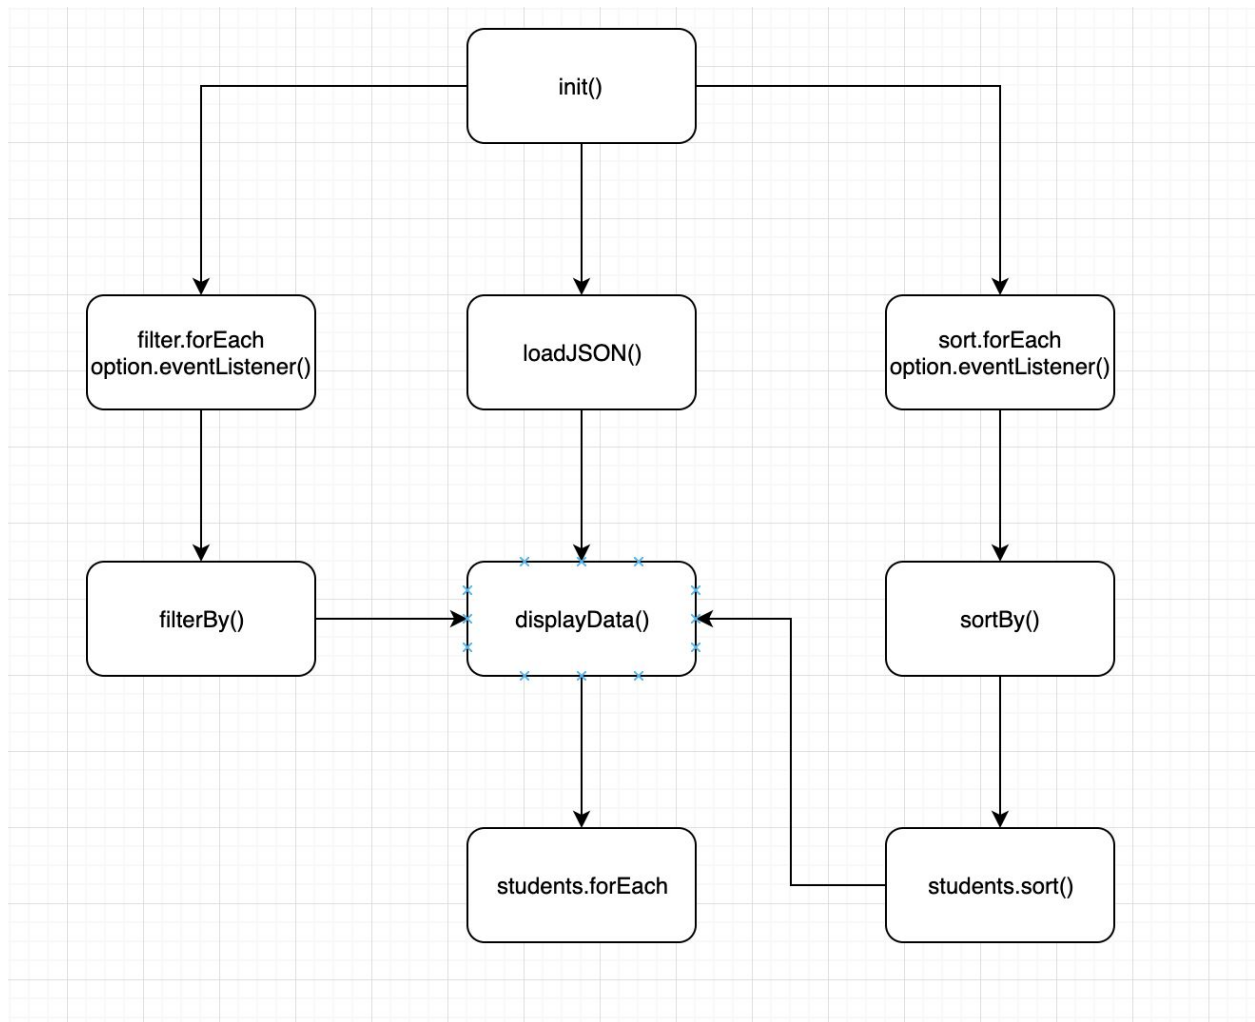 init()
filter.forEach
option.eventListener()
loadJSON()
sort.forEach
option.eventListener()
filterBy()
displayData()
sortBy()
students.forEach
students.sort()